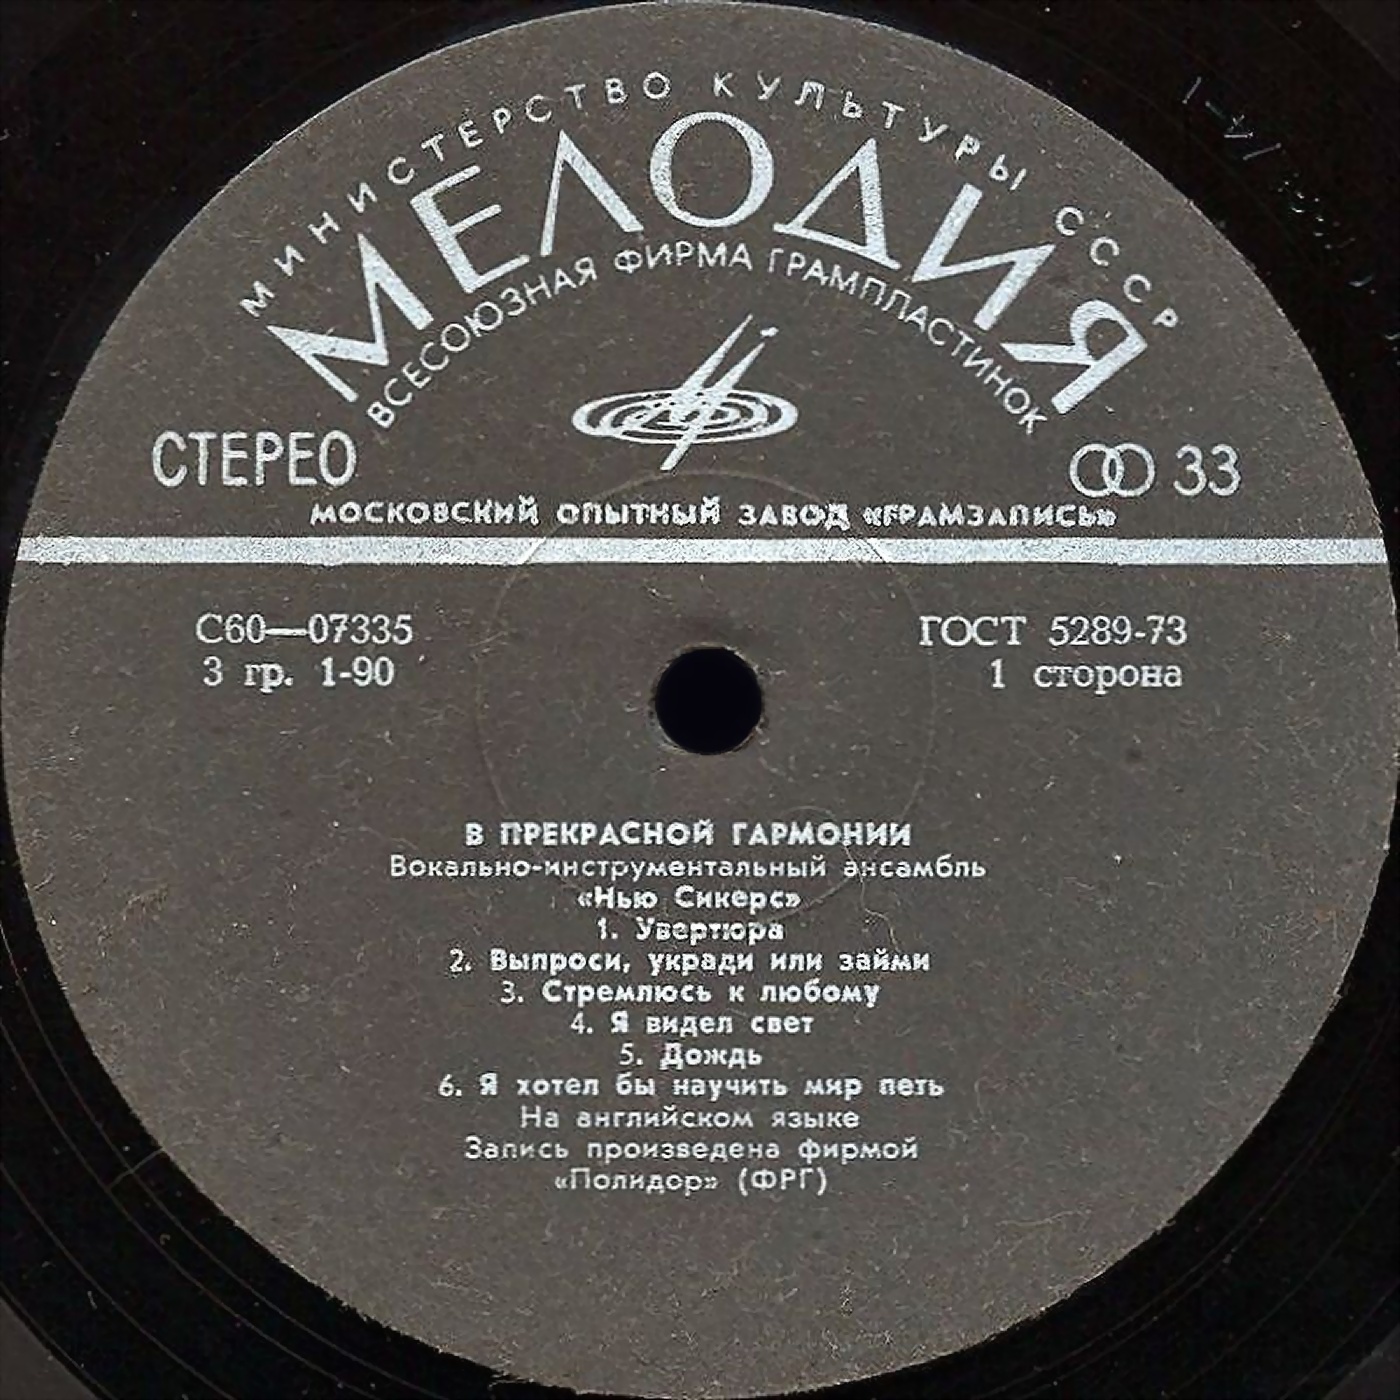 МИНИСТЕРСТВО КУЛЬТУРЫ СССР
МЕЛОДИЯ
ВСЕСОЮЗНАЯ ФИРМА ГРАМПЛАСТИНОК
СТЕРЕО
33
МОСКОВСКИЙ ОПЫТНЫЙ ЗАВОД «ГРАМЗАПИСЬ»
С60—07335
ГОСТ 5289-73
3 гр. 1-90
1 сторона
В ПРЕКРАСНОЙ ГАРМОНИИ
Вокально-инструментальный ансамбль
«Нью Сикерс»
1. Увертюра
2. Выпроси, укради или займи
3. Стремлюсь к любому
4. Я видел свет
5. Дождь
6. Я хотел бы научить мир петь
На английском языке
Запись произведена фирмой
«Полидор» (ФРГ)